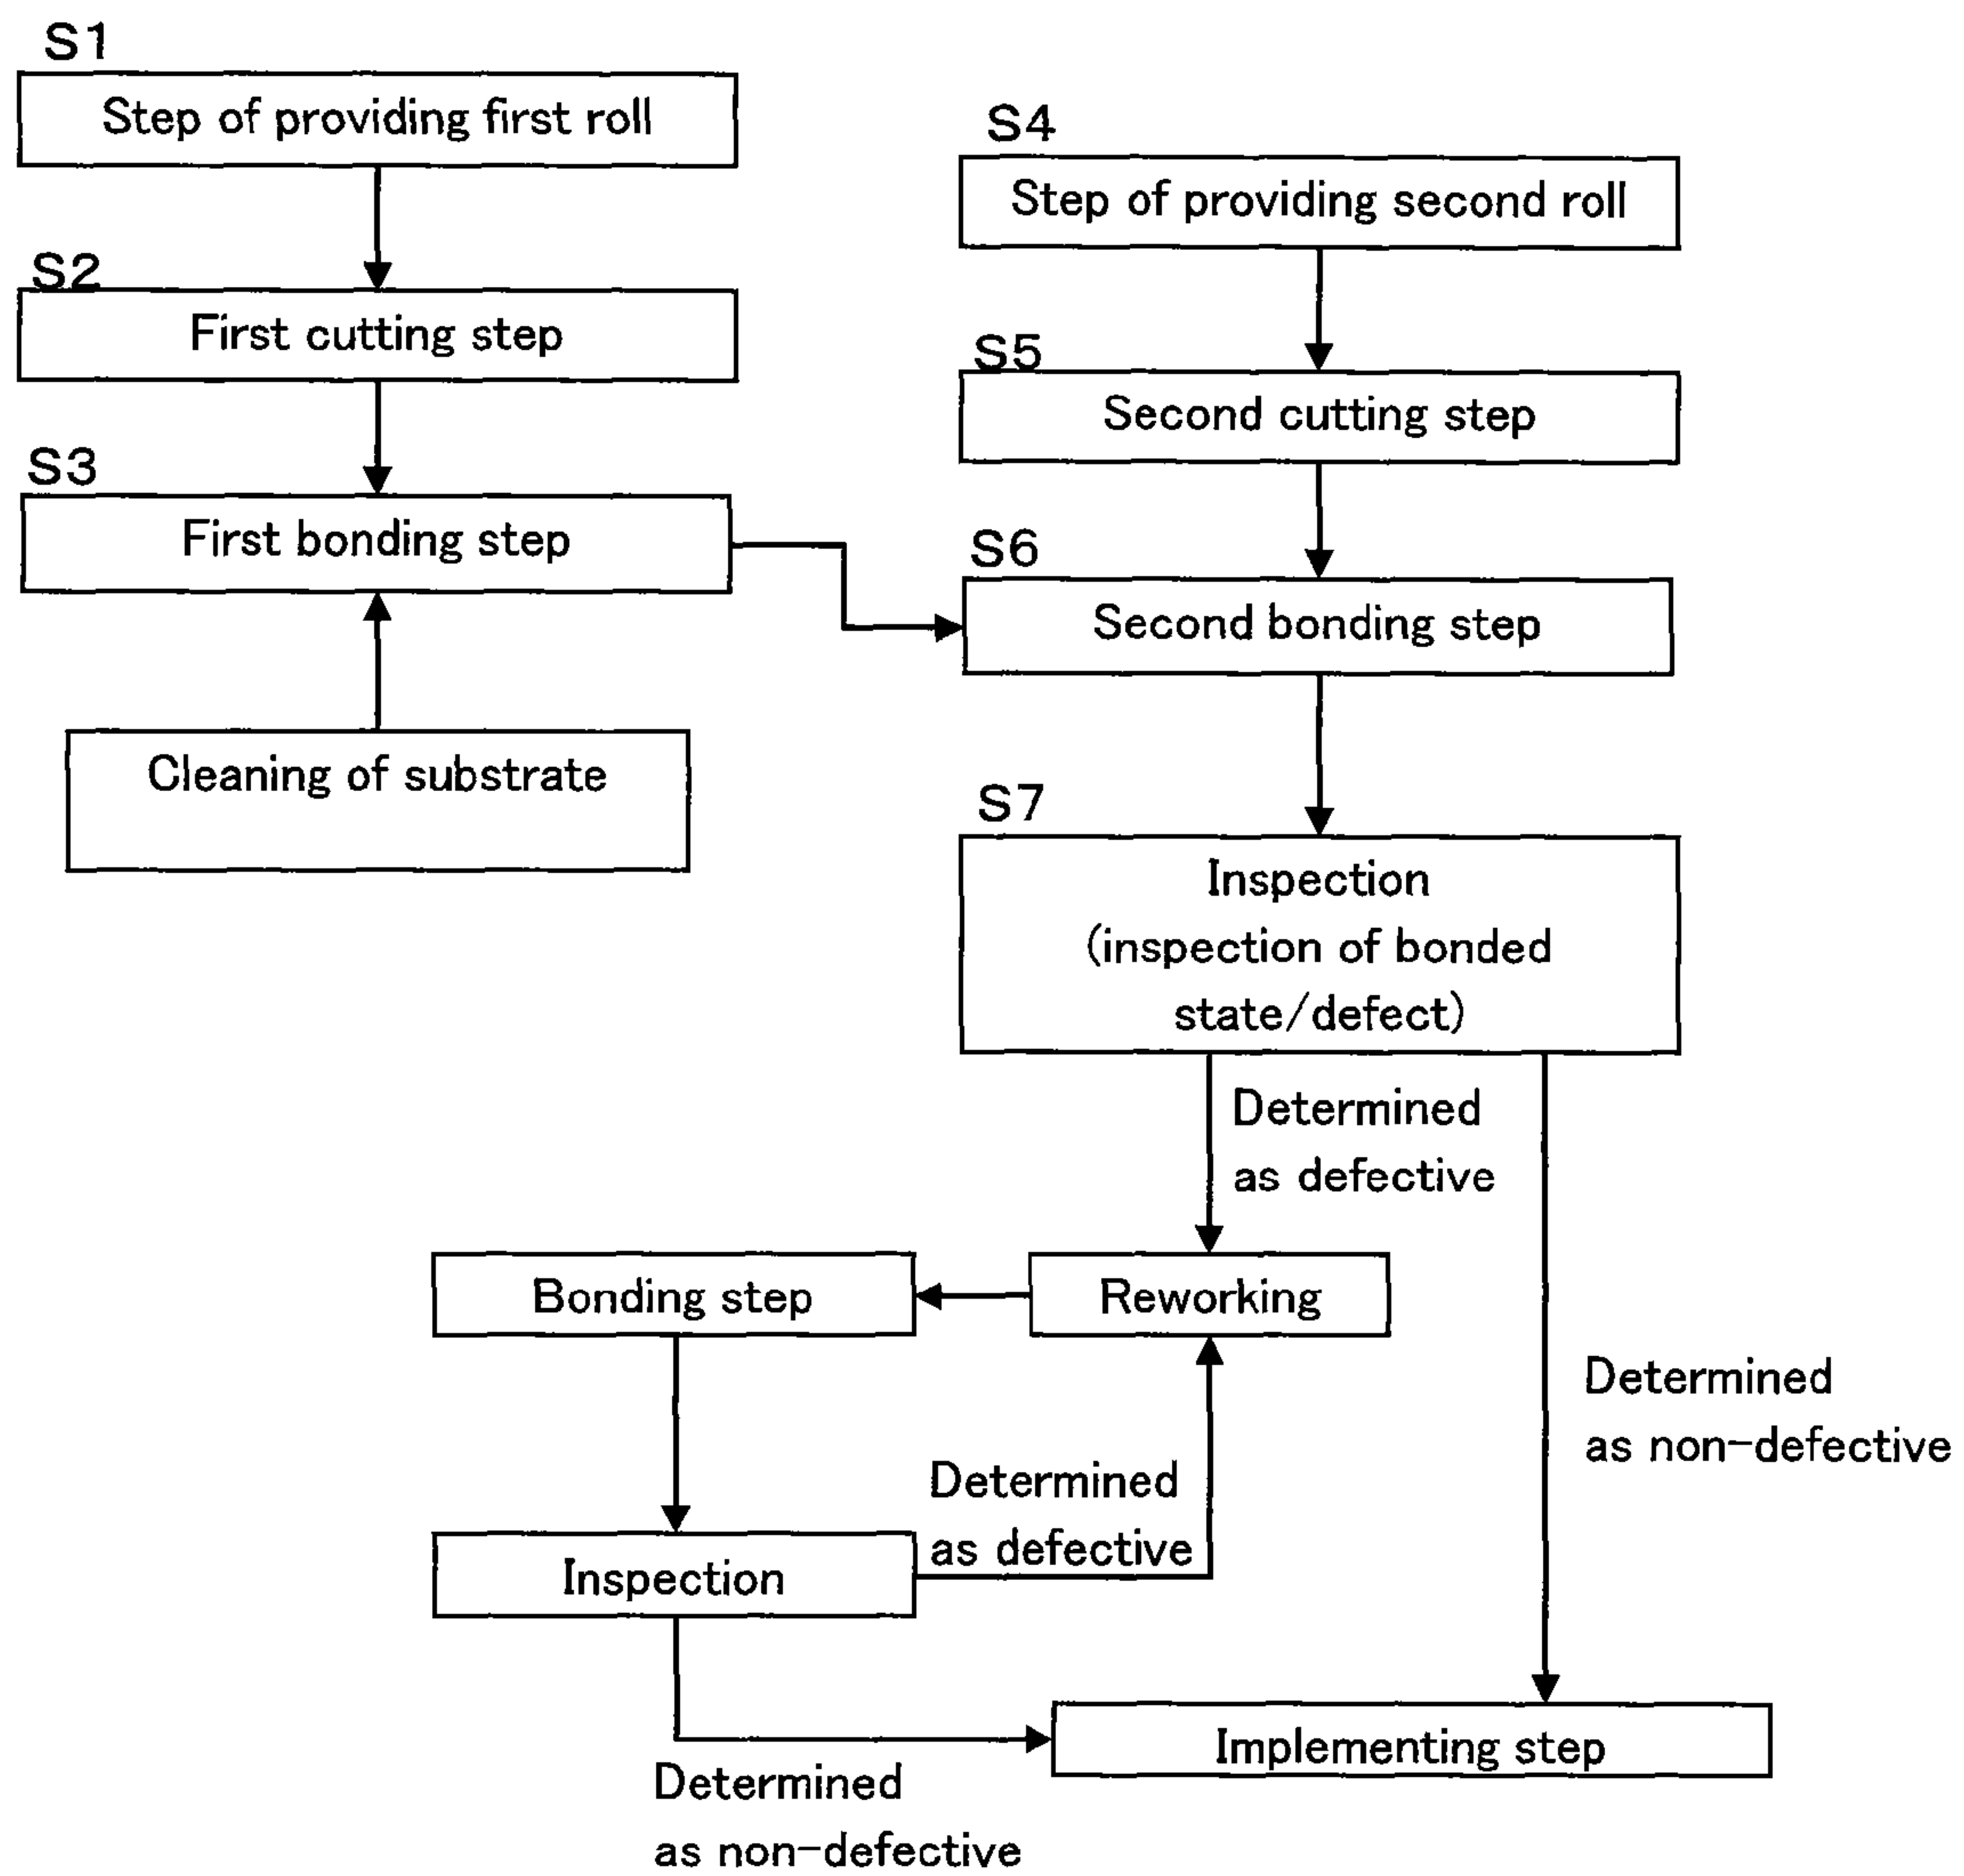 S1
Step of providing first roll
S2
First cutting step
S3
First bonding step
Cleaning of substrate
S4
Step of providing second roll
S5
Second cutting step
S6
Second bonding step
S7
Inspection
(inspection of bonded
state/defect)
Determined
as defective
Reworking
Bonding step
Determined
as non-defective
Determined
as defective
Inspection
Implementing step
Determined
as non-defective